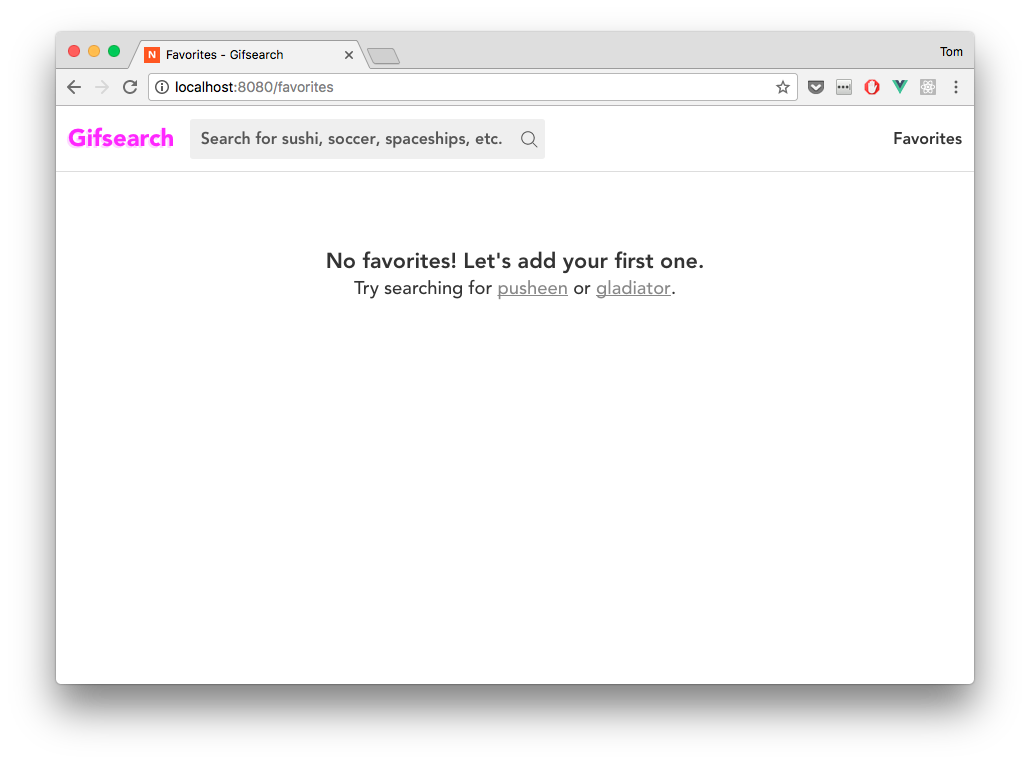 N Favorites - Gifsearch
Tom
localhost:8080/favorites
Gifsearch
Search for sushi, soccer, spaceships, etc.
Favorites
No favorites! Let's add your first one.
Try searching for pusheen or gladiator.